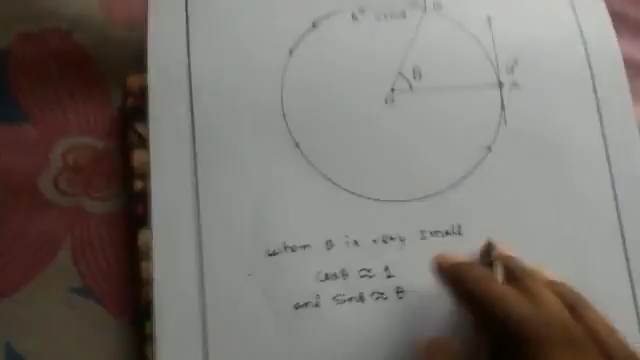 θ
O
when θ is very small
cosθ ≈ 1
and sinθ ≈ θ